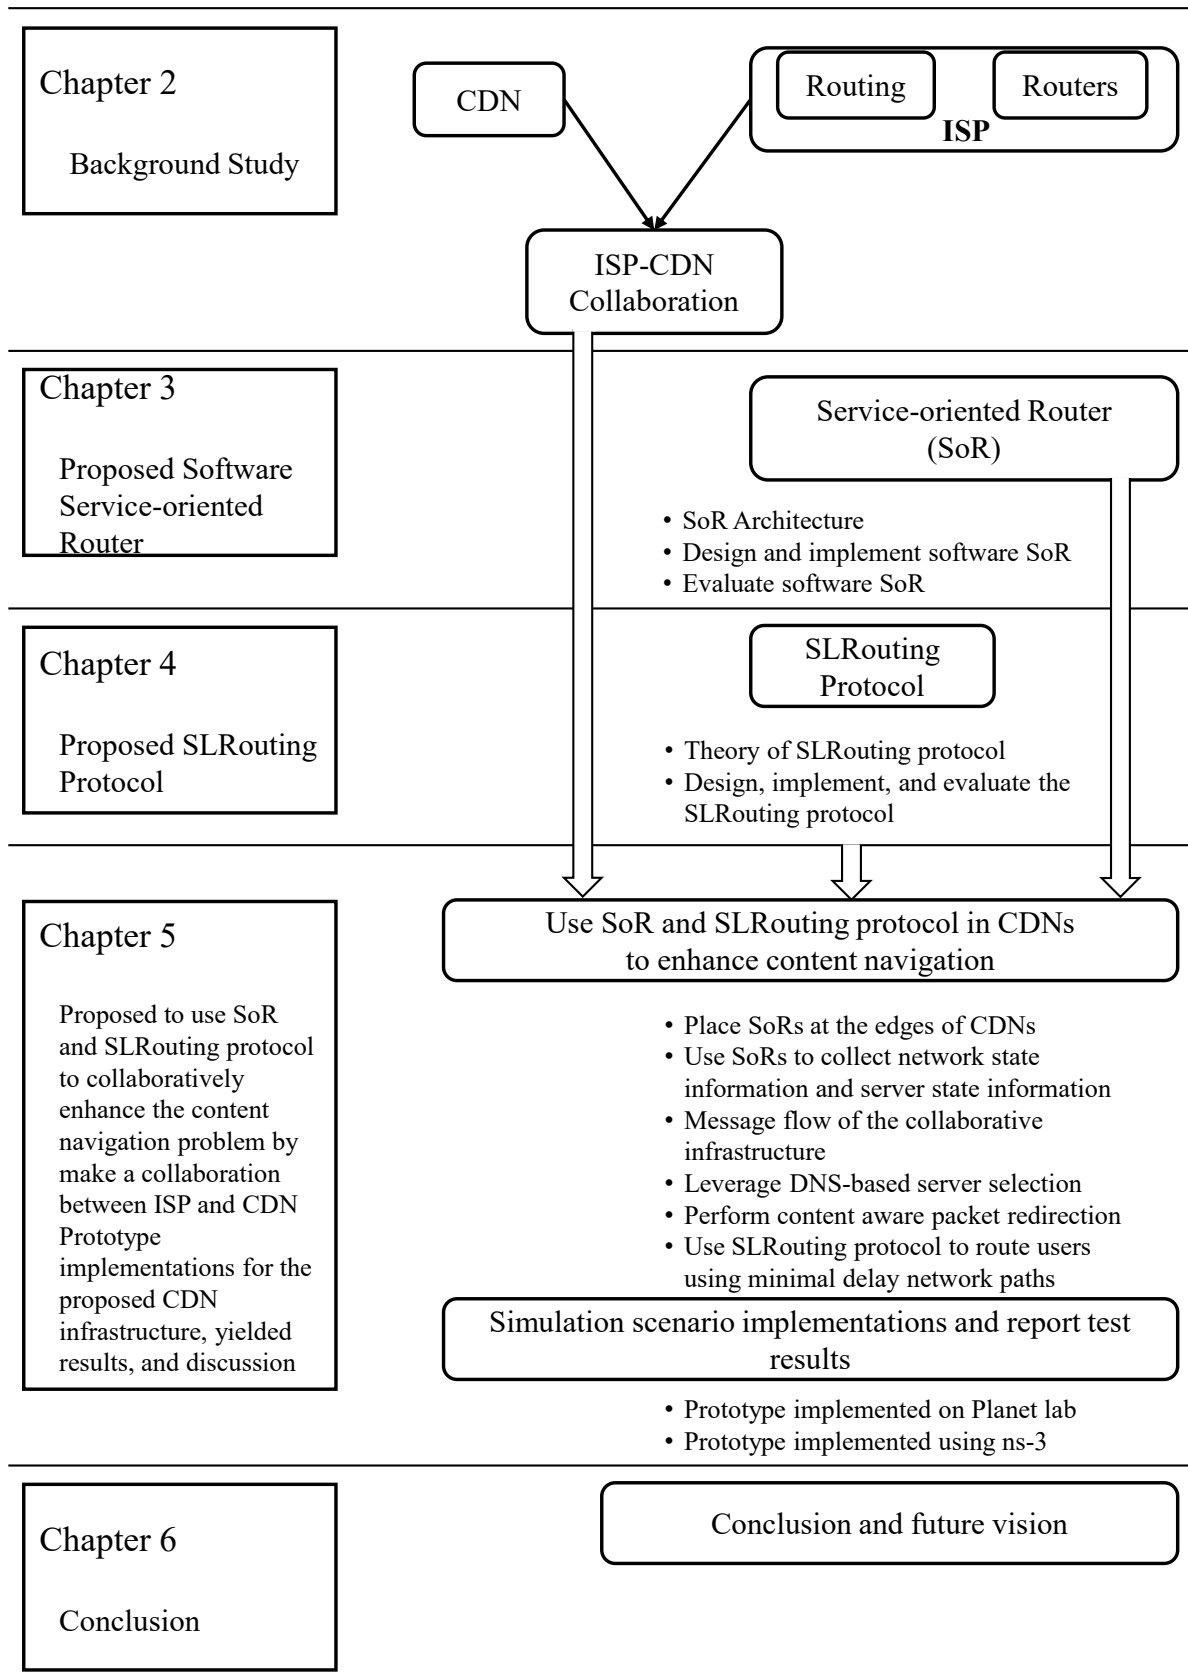 Chapter 2
Background Study
CDN
Routing
Routers
ISP
ISP-CDN
Collaboration
Chapter 3
Proposed Software
Service-oriented
Router
Service-oriented Router
(SoR)
• SoR Architecture
• Design and implement software SoR
• Evaluate software SoR
Chapter 4
Proposed SLRouting
Protocol
SLRouting
Protocol
• Theory of SLRouting protocol
• Design, implement, and evaluate the
SLRouting protocol
Chapter 5
Proposed to use SoR
and SLRouting protocol
to collaboratively
enhance the content
navigation problem by
make a collaboration
between ISP and CDN
Prototype
implementations for the
proposed CDN
infrastructure, yielded
results, and discussion
Use SoR and SLRouting protocol in CDNs
to enhance content navigation
• Place SoRs at the edges of CDNs
• Use SoRs to collect network state
information and server state information
• Message flow of the collaborative
infrastructure
• Leverage DNS-based server selection
• Perform content aware packet redirection
• Use SLRouting protocol to route users
using minimal delay network paths
Simulation scenario implementations and report test
results
• Prototype implemented on Planet lab
• Prototype implemented using ns-3
Chapter 6
Conclusion
Conclusion and future vision